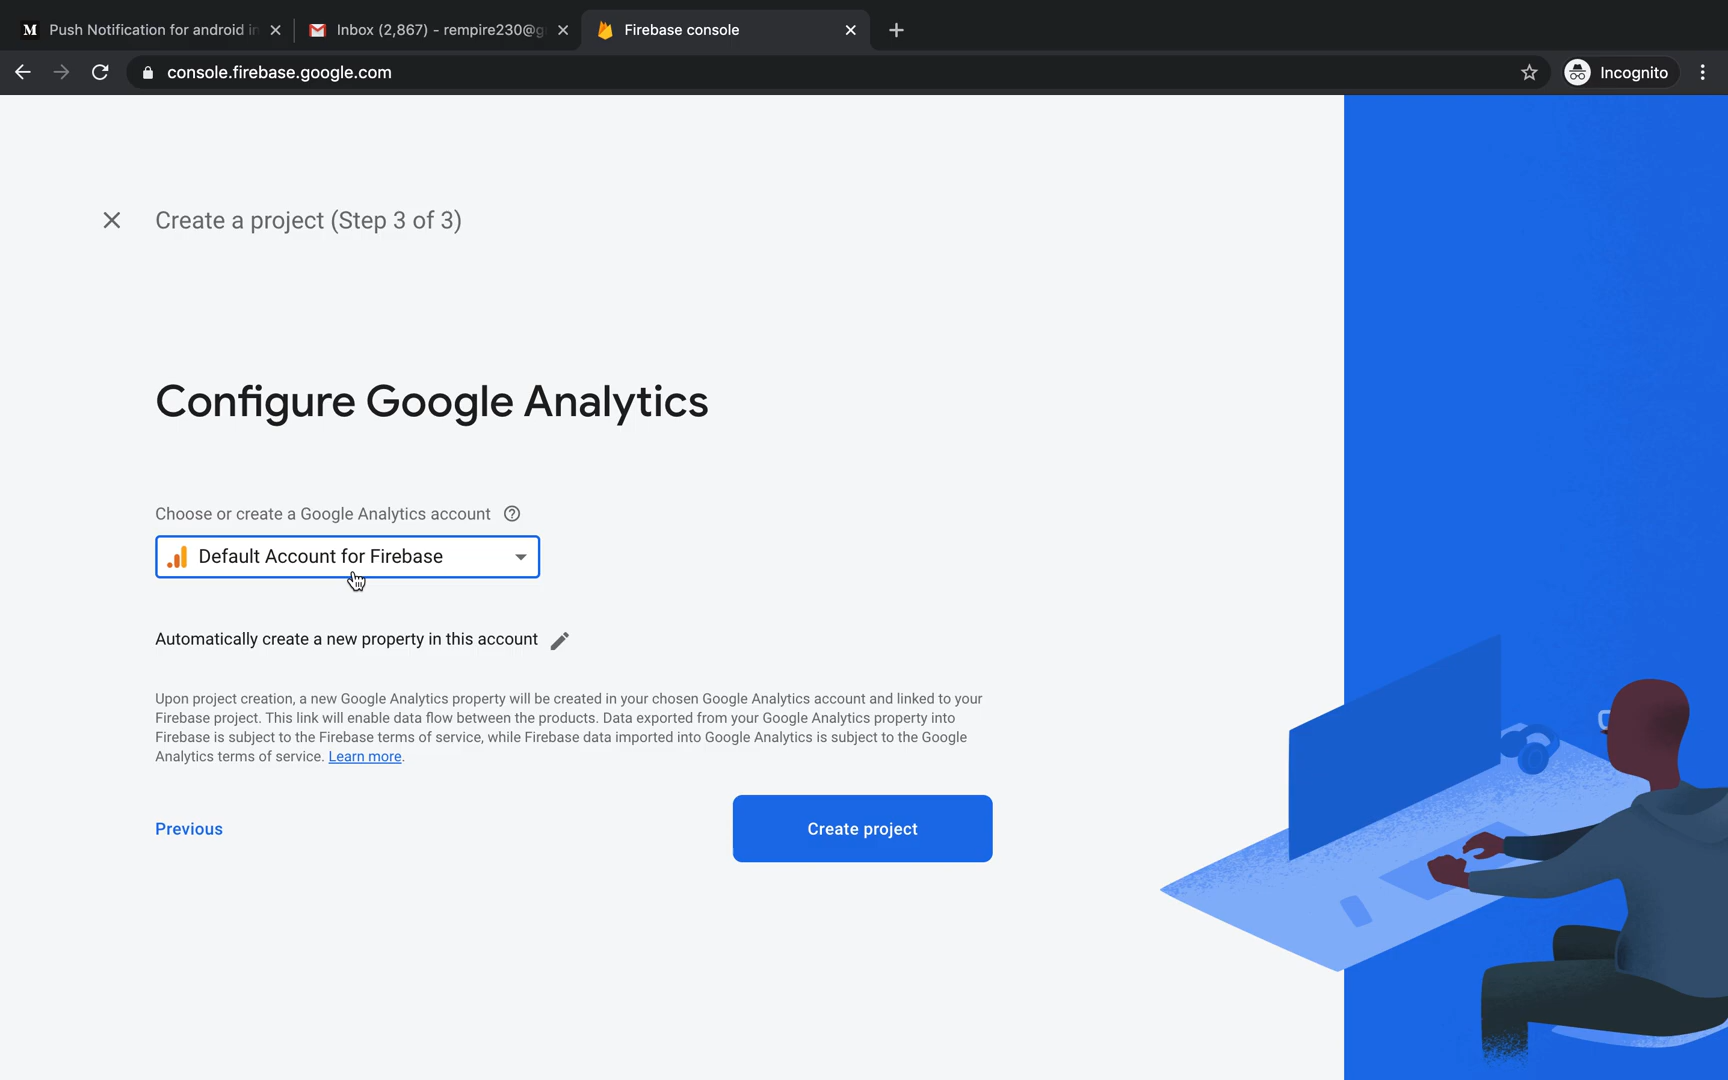 M Push Notification for android in
Inbox (2,867) - rempire230@g
Firebase console
console.firebase.google.com
Incognito
Create a project (Step 3 of 3)
Configure Google Analytics
Choose or create a Google Analytics account
Default Account for Firebase
Automatically create a new property in this account
Upon project creation, a new Google Analytics property will be created in your chosen Google Analytics account and linked to your
Firebase project. This link will enable data flow between the products. Data exported from your Google Analytics property into
Firebase is subject to the Firebase terms of service, while Firebase data imported into Google Analytics is subject to the Google
Analytics terms of service. Learn more.
Previous
Create project